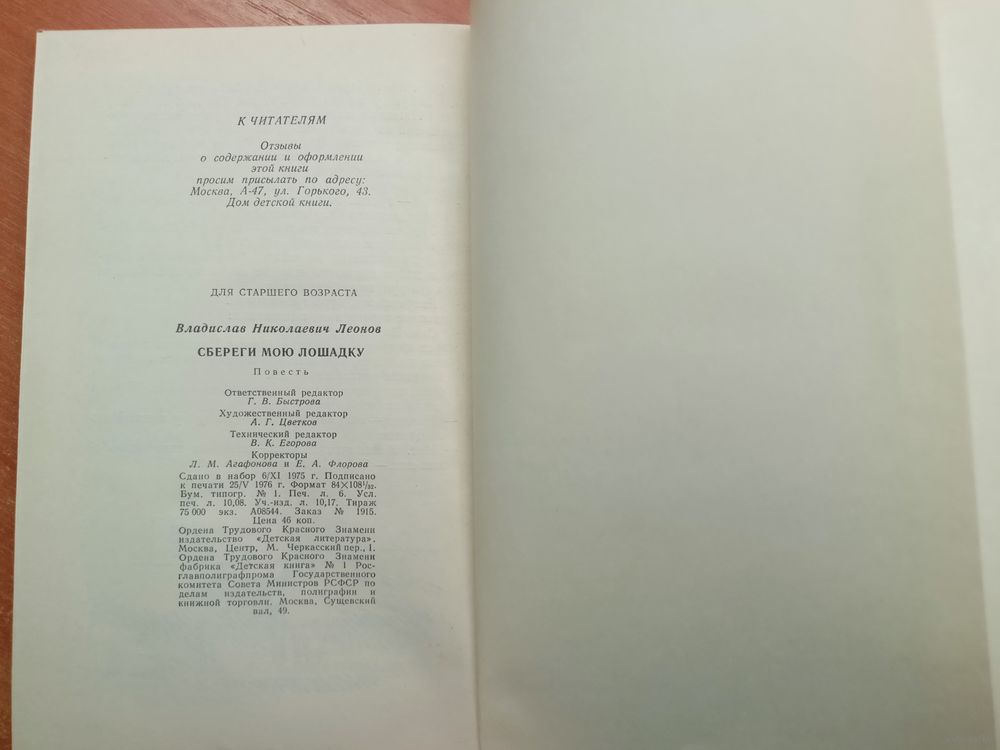 К ЧИТАТЕЛЯМ
Отзывы
о содержании и оформлении
этой книги
просим присылать по адресу:
Москва, А-47, ул. Горького, 43.
Дом детской книги.
ДЛЯ СТАРШЕГО ВОЗРАСТА
Владислав Николаевич Леонов
СБЕРЕГИ МОЮ ЛОШАДКУ
Повесть
Ответственный редактор
Г. В. Быстрова
Художественный редактор
А. Г. Цветков
Технический редактор
В. К. Егорова
Корректоры
Л. М. Агафонова и Е. А. Флорова
Сдано в набор 6/XI 1975 г. Подписано
к печати 25/V 1976 г. Формат 84×108¹/₃₂.
Бум. типогр. № 1. Печ. л. 6. Усл.
печ. л. 10,08. Уч.-изд. л. 10,17. Тираж
75 000 экз. А08544. Заказ № 1915.
Цена 46 коп.
Ордена Трудового Красного Знамени
издательство «Детская литература».
Москва, Центр, М. Черкасский пер., 1.
Ордена Трудового Красного Знамени
фабрика «Детская книга» № 1 Рос-
главполиграфпрома Государственного
комитета Совета Министров РСФСР по
делам издательств, полиграфии и
книжной торговли. Москва, Сущевский
вал, 49.